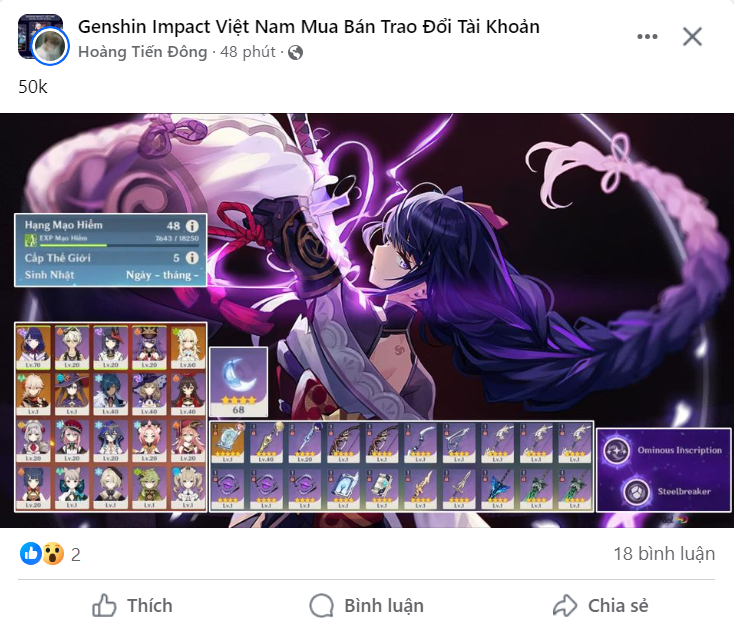 Genshin Impact Việt Nam Mua Bán Trao Đổi Tài Khoản
Hoàng Tiến Đông · 48 phút ·
50k
Hạng Mạo Hiểm 48
EXP Mạo Hiểm 7643 / 18250
Cấp Thế Giới 5
Sinh Nhật Ngày - tháng -
Lv.70 Lv.20 Lv.20 Lv.20 Lv.60
Lv.1 Lv.1 Lv.40 Lv.40 Lv.40
Lv.20 Lv.20 Lv.20 Lv.20 Lv.20
Lv.20 Lv.1 Lv.1 Lv.1 Lv.1
68
Lv.1 Lv.40 Lv.20 Lv.1 Lv.1 Lv.1 Lv.1 Lv.1 Lv.1 Lv.1
Lv.1 Lv.1 Lv.1 Lv.1 Lv.1 Lv.1 Lv.1 Lv.1 Lv.1 Lv.1
Ominous Inscription
Steelbreaker
2
18 bình luận
Thích Bình luận Chia sẻ